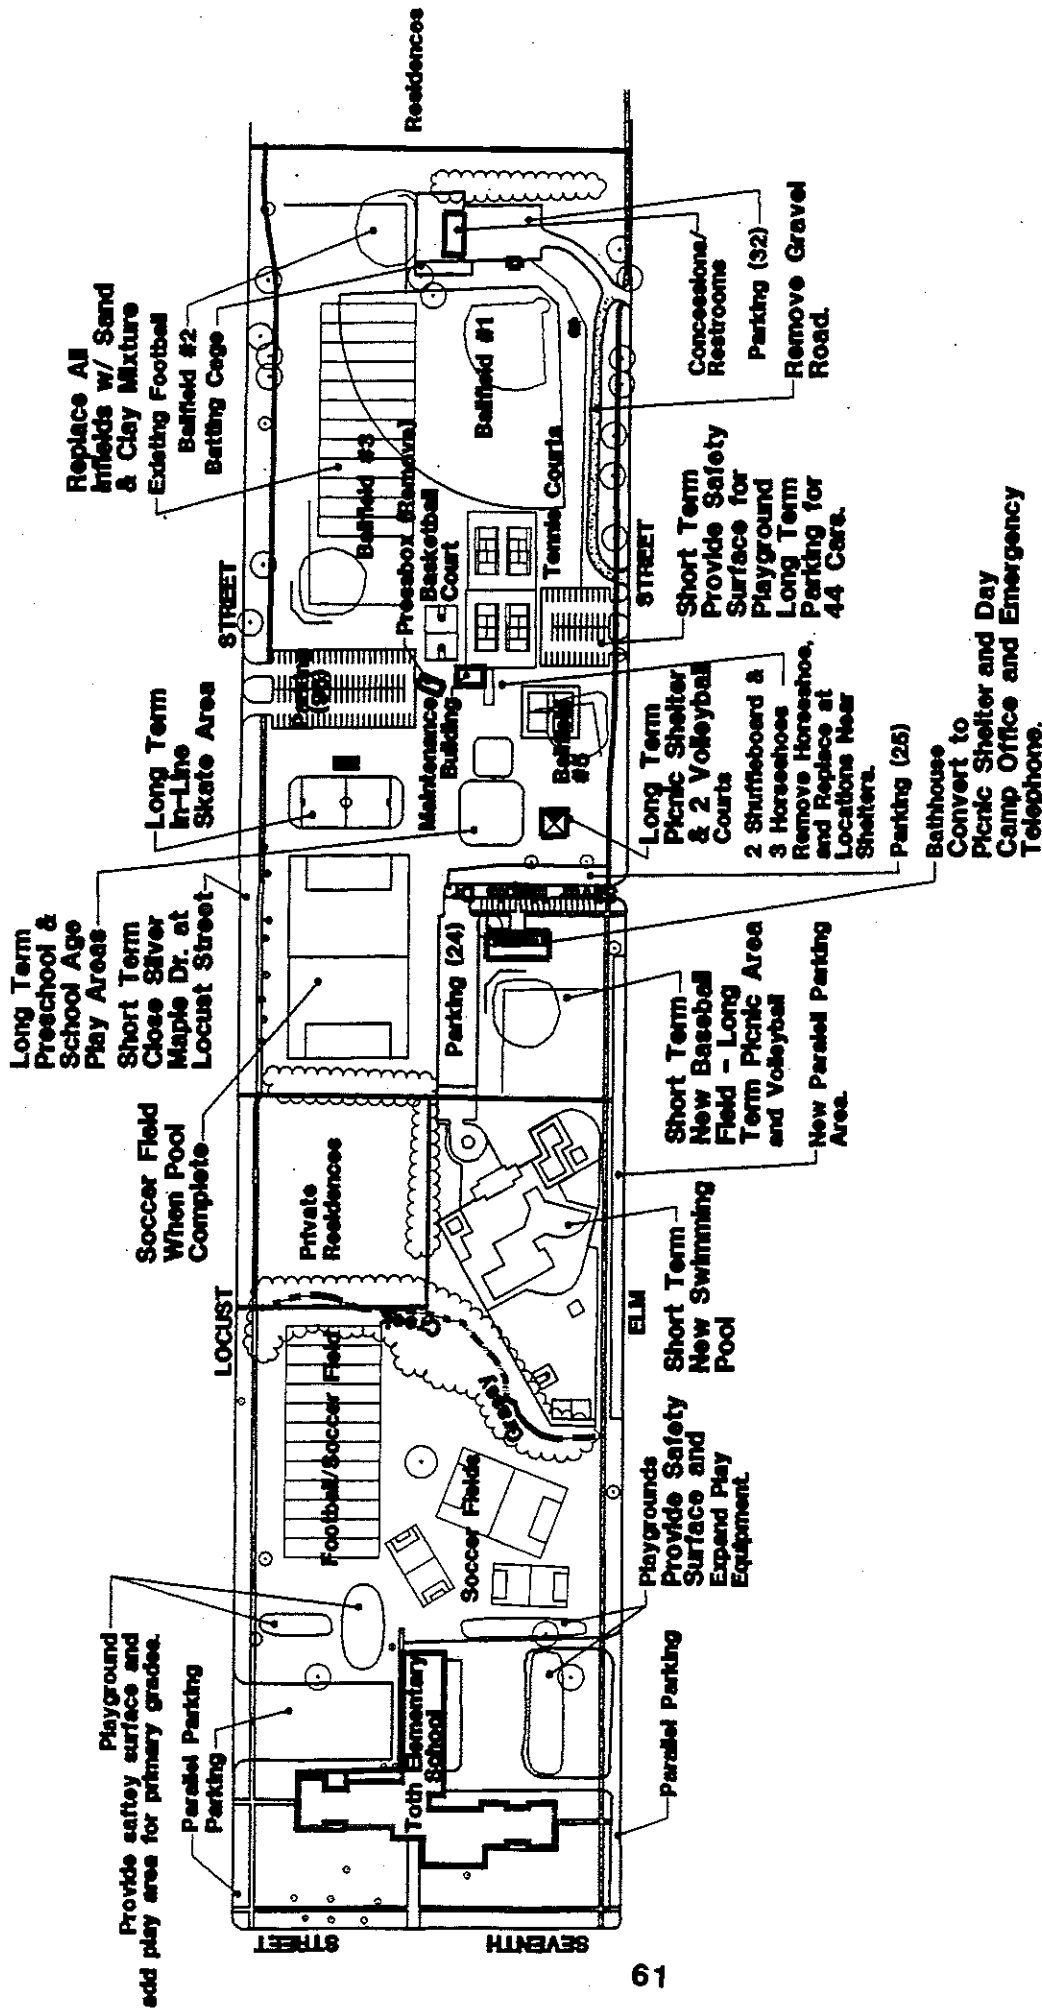 Residences
Replace All
Infields w/ Sand
& Clay Mixture
Existing Football
Ballfield #2
Batting Cage
STREET
Long Term
In-Line
Skate Area
Long Term
Preschool &
School Age
Play Areas
Short Term
Close Silver
Maple Dr. at
Locust Street
Soccer Field
When Pool
Complete
LOCUST
Playground
Provide saftey surface and
add play area for primary grades.
Parallel Parking
Parking
Ballfield #3
Ballfield #1
Pressbox (Remove)
Basketball
Court
Tennis Courts
Parking
Maintenance
Building
Ballfield
#5
Parking (24)
Private
Residences
Creek
Football/Soccer Field
Soccer Fields
Toth Elementary
School
STREET
SEVENTH
Concessions/
Restrooms
Parking (32)
Remove Gravel
Road.
STREET
Short Term
Provide Safety
Surface for
Playground
Long Term
Parking for
44 Cars.
Long Term
Picnic Shelter
& 2 Volleyball
Courts
2 Shuffleboard &
3 Horseshoes
Remove Horseshoe,
and Replace at
Locations Near
Shelters.
Parking (25)
Bathhouse
Convert to
Picnic Shelter and Day
Camp Office and Emergency
Telephone.
Short Term
New Baseball
Field - Long
Term Picnic Area
and Volleyball
New Paralell Parking
Area.
ELM
Short Term
New Swimming
Pool
Playgrounds
Provide Safety
Surface and
Expand Play
Equipment.
Parallel Parking
61